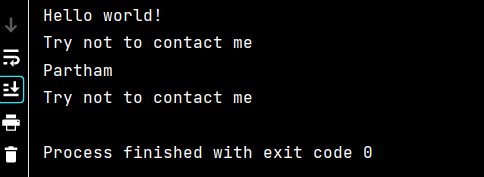 Hello world!
Try not to contact me
Partham
Try not to contact me
Process finished with exit code 0